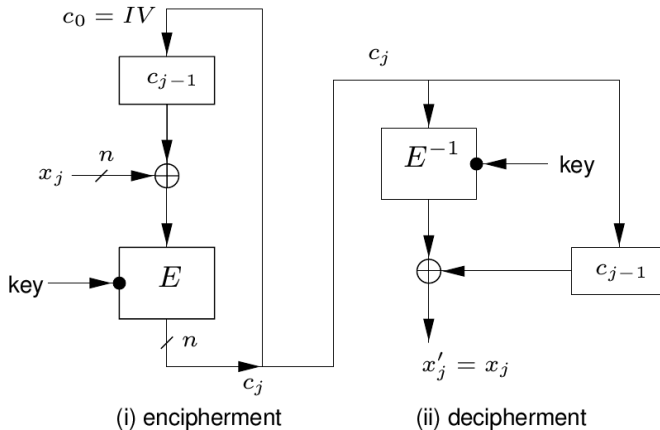 c_0 = IV
c_{j-1}
n
x_j
key
E
n
c_j
(i) encipherment
c_j
E^{-1}
key
c_{j-1}
x'_j = x_j
(ii) decipherment